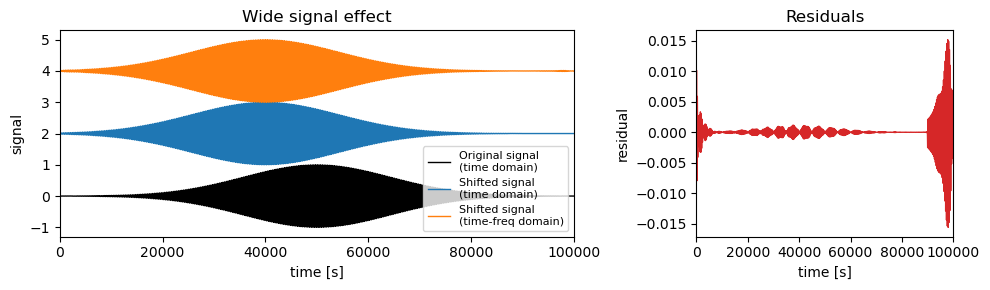 Wide signal effect
signal
5
4
3
2
1
0
−1
Original signal
(time domain)
Shifted signal
(time domain)
Shifted signal
(time-freq domain)
0 20000 40000 60000 80000 100000
time [s]
Residuals
residual
0.015
0.010
0.005
0.000
−0.005
−0.010
−0.015
0 20000 40000 60000 80000 100000
time [s]